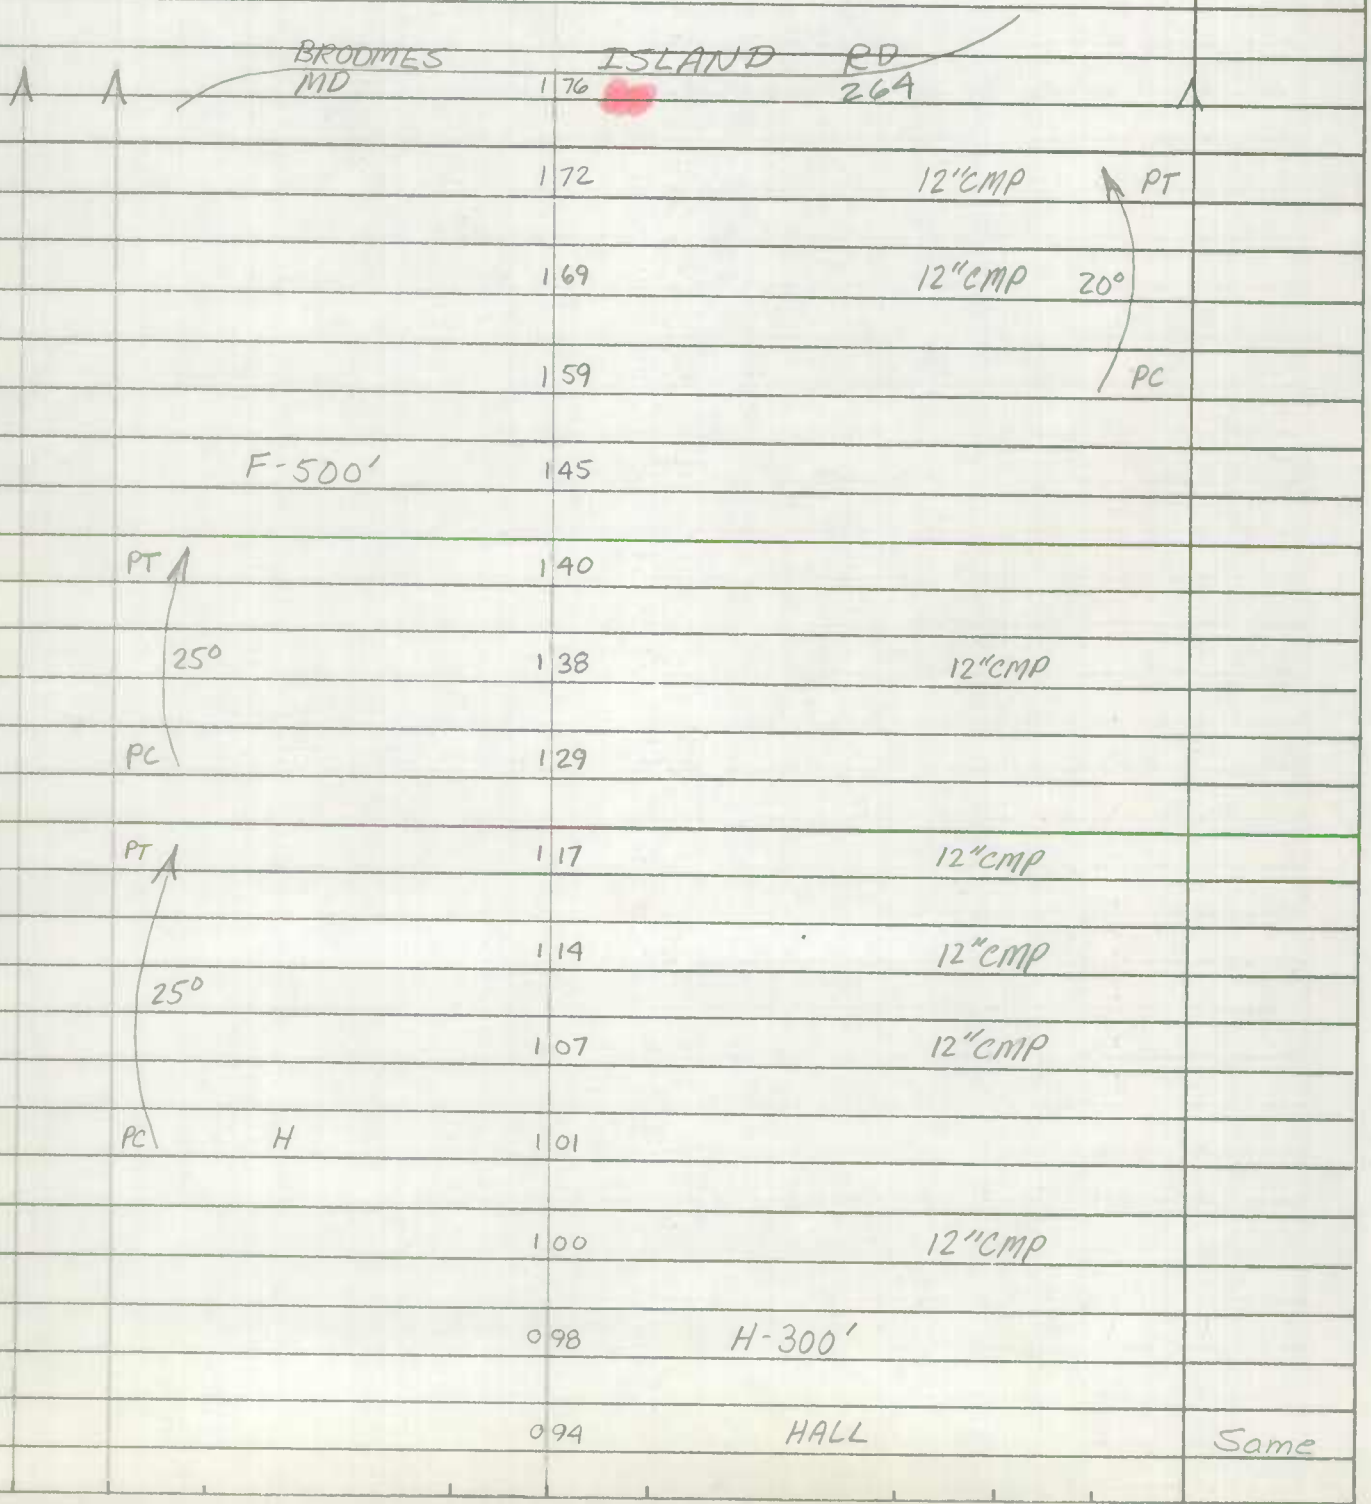 BRODMES ISLAND RD
MD 1 76 264
1 72 12"CMP PT
1 69 12"CMP 20°
1 59 PC
F-500' 1 45
PT 1 40
25° 1 38 12"CMP
PC 1 29
PT 1 17 12"CMP
1 14 12"CMP
25°
1 07 12"CMP
PC H 1 01
1 00 12"CMP
0 98 H-300'
0 94 HALL Same